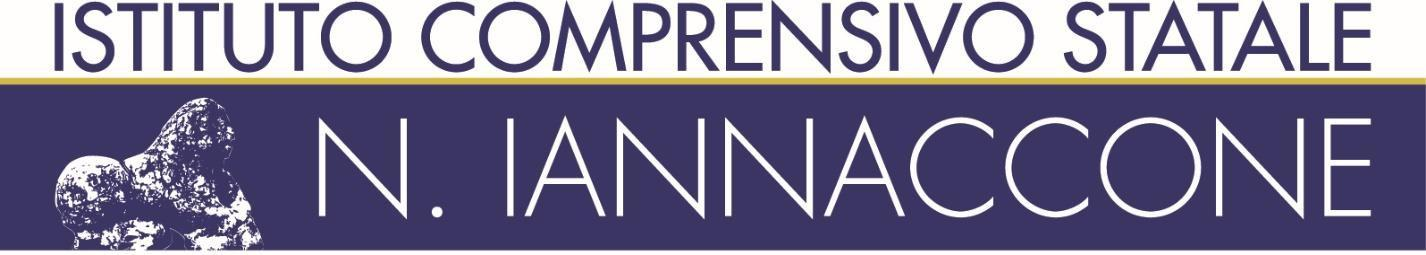 ISTITUTO COMPRENSIVO STATALE
N. IANNACCONE